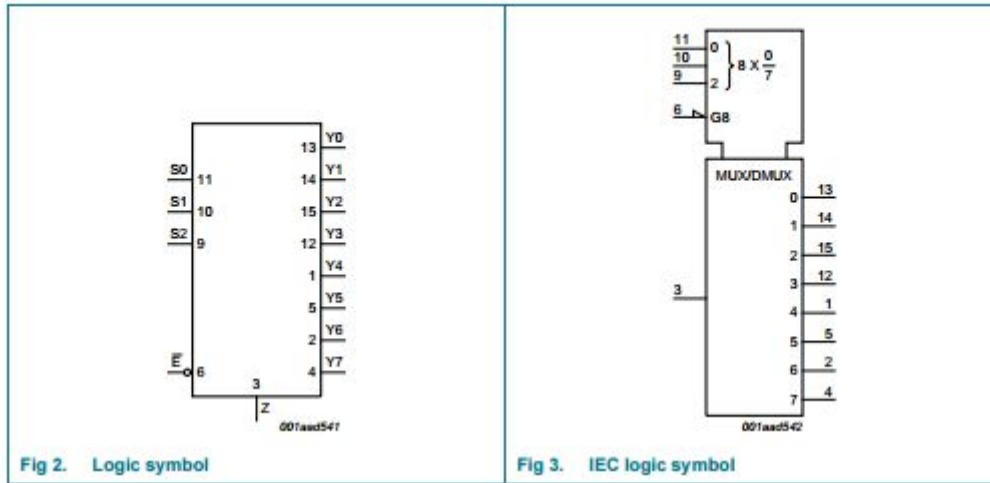 S0
11
S1
10
S2
9
E
6
13 Y0
14 Y1
15 Y2
12 Y3
1 Y4
5 Y5
2 Y6
4 Y7
3
Z
001aad541
Fig 2. Logic symbol
11 0
10
9 2
8 X 0/7
6 G8
MUX/DMUX
3
0 13
1 14
2 15
3 12
4 1
5 5
6 2
7 4
001aad542
Fig 3. IEC logic symbol